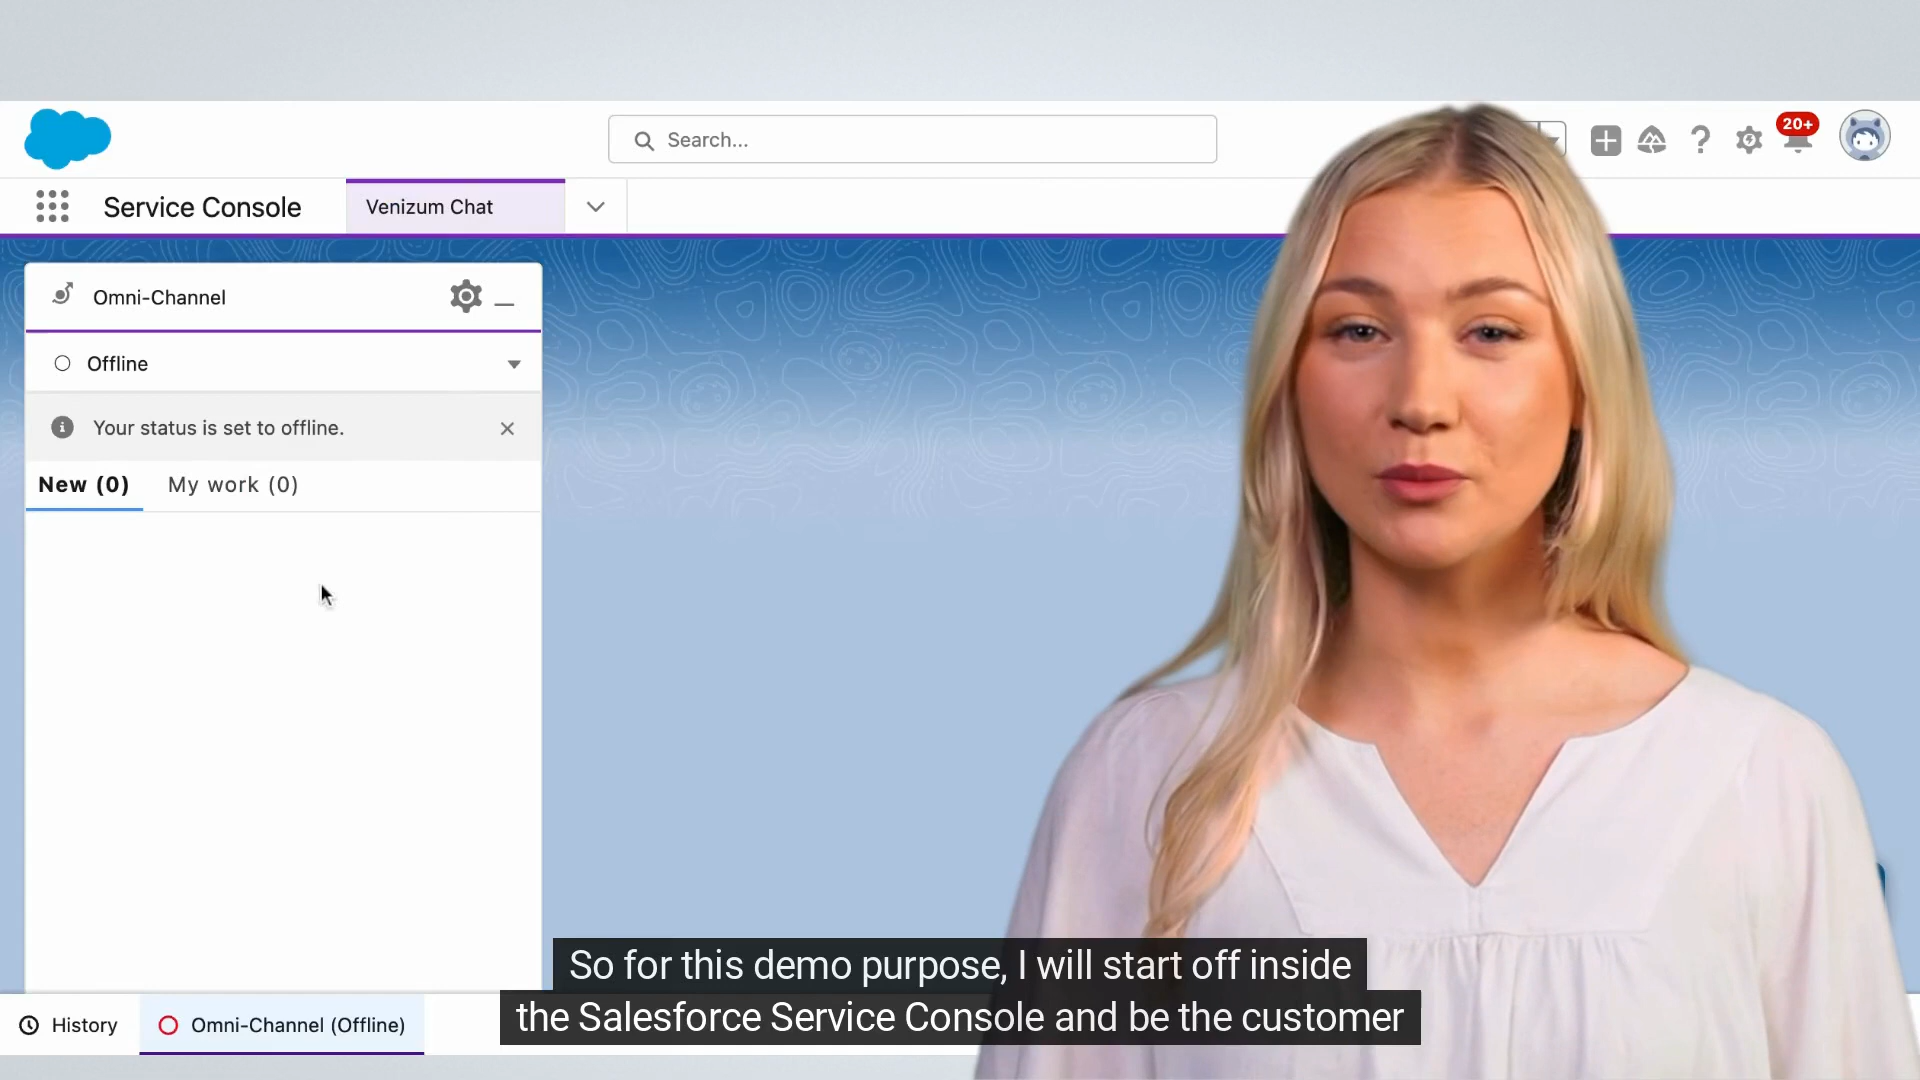 Search...
20+
Service Console
Venizum Chat
Omni-Channel
Offline
Your status is set to offline.
New (0)
My work (0)
So for this demo purpose, I will start off inside
the Salesforce Service Console and be the customer
History
Omni-Channel (Offline)